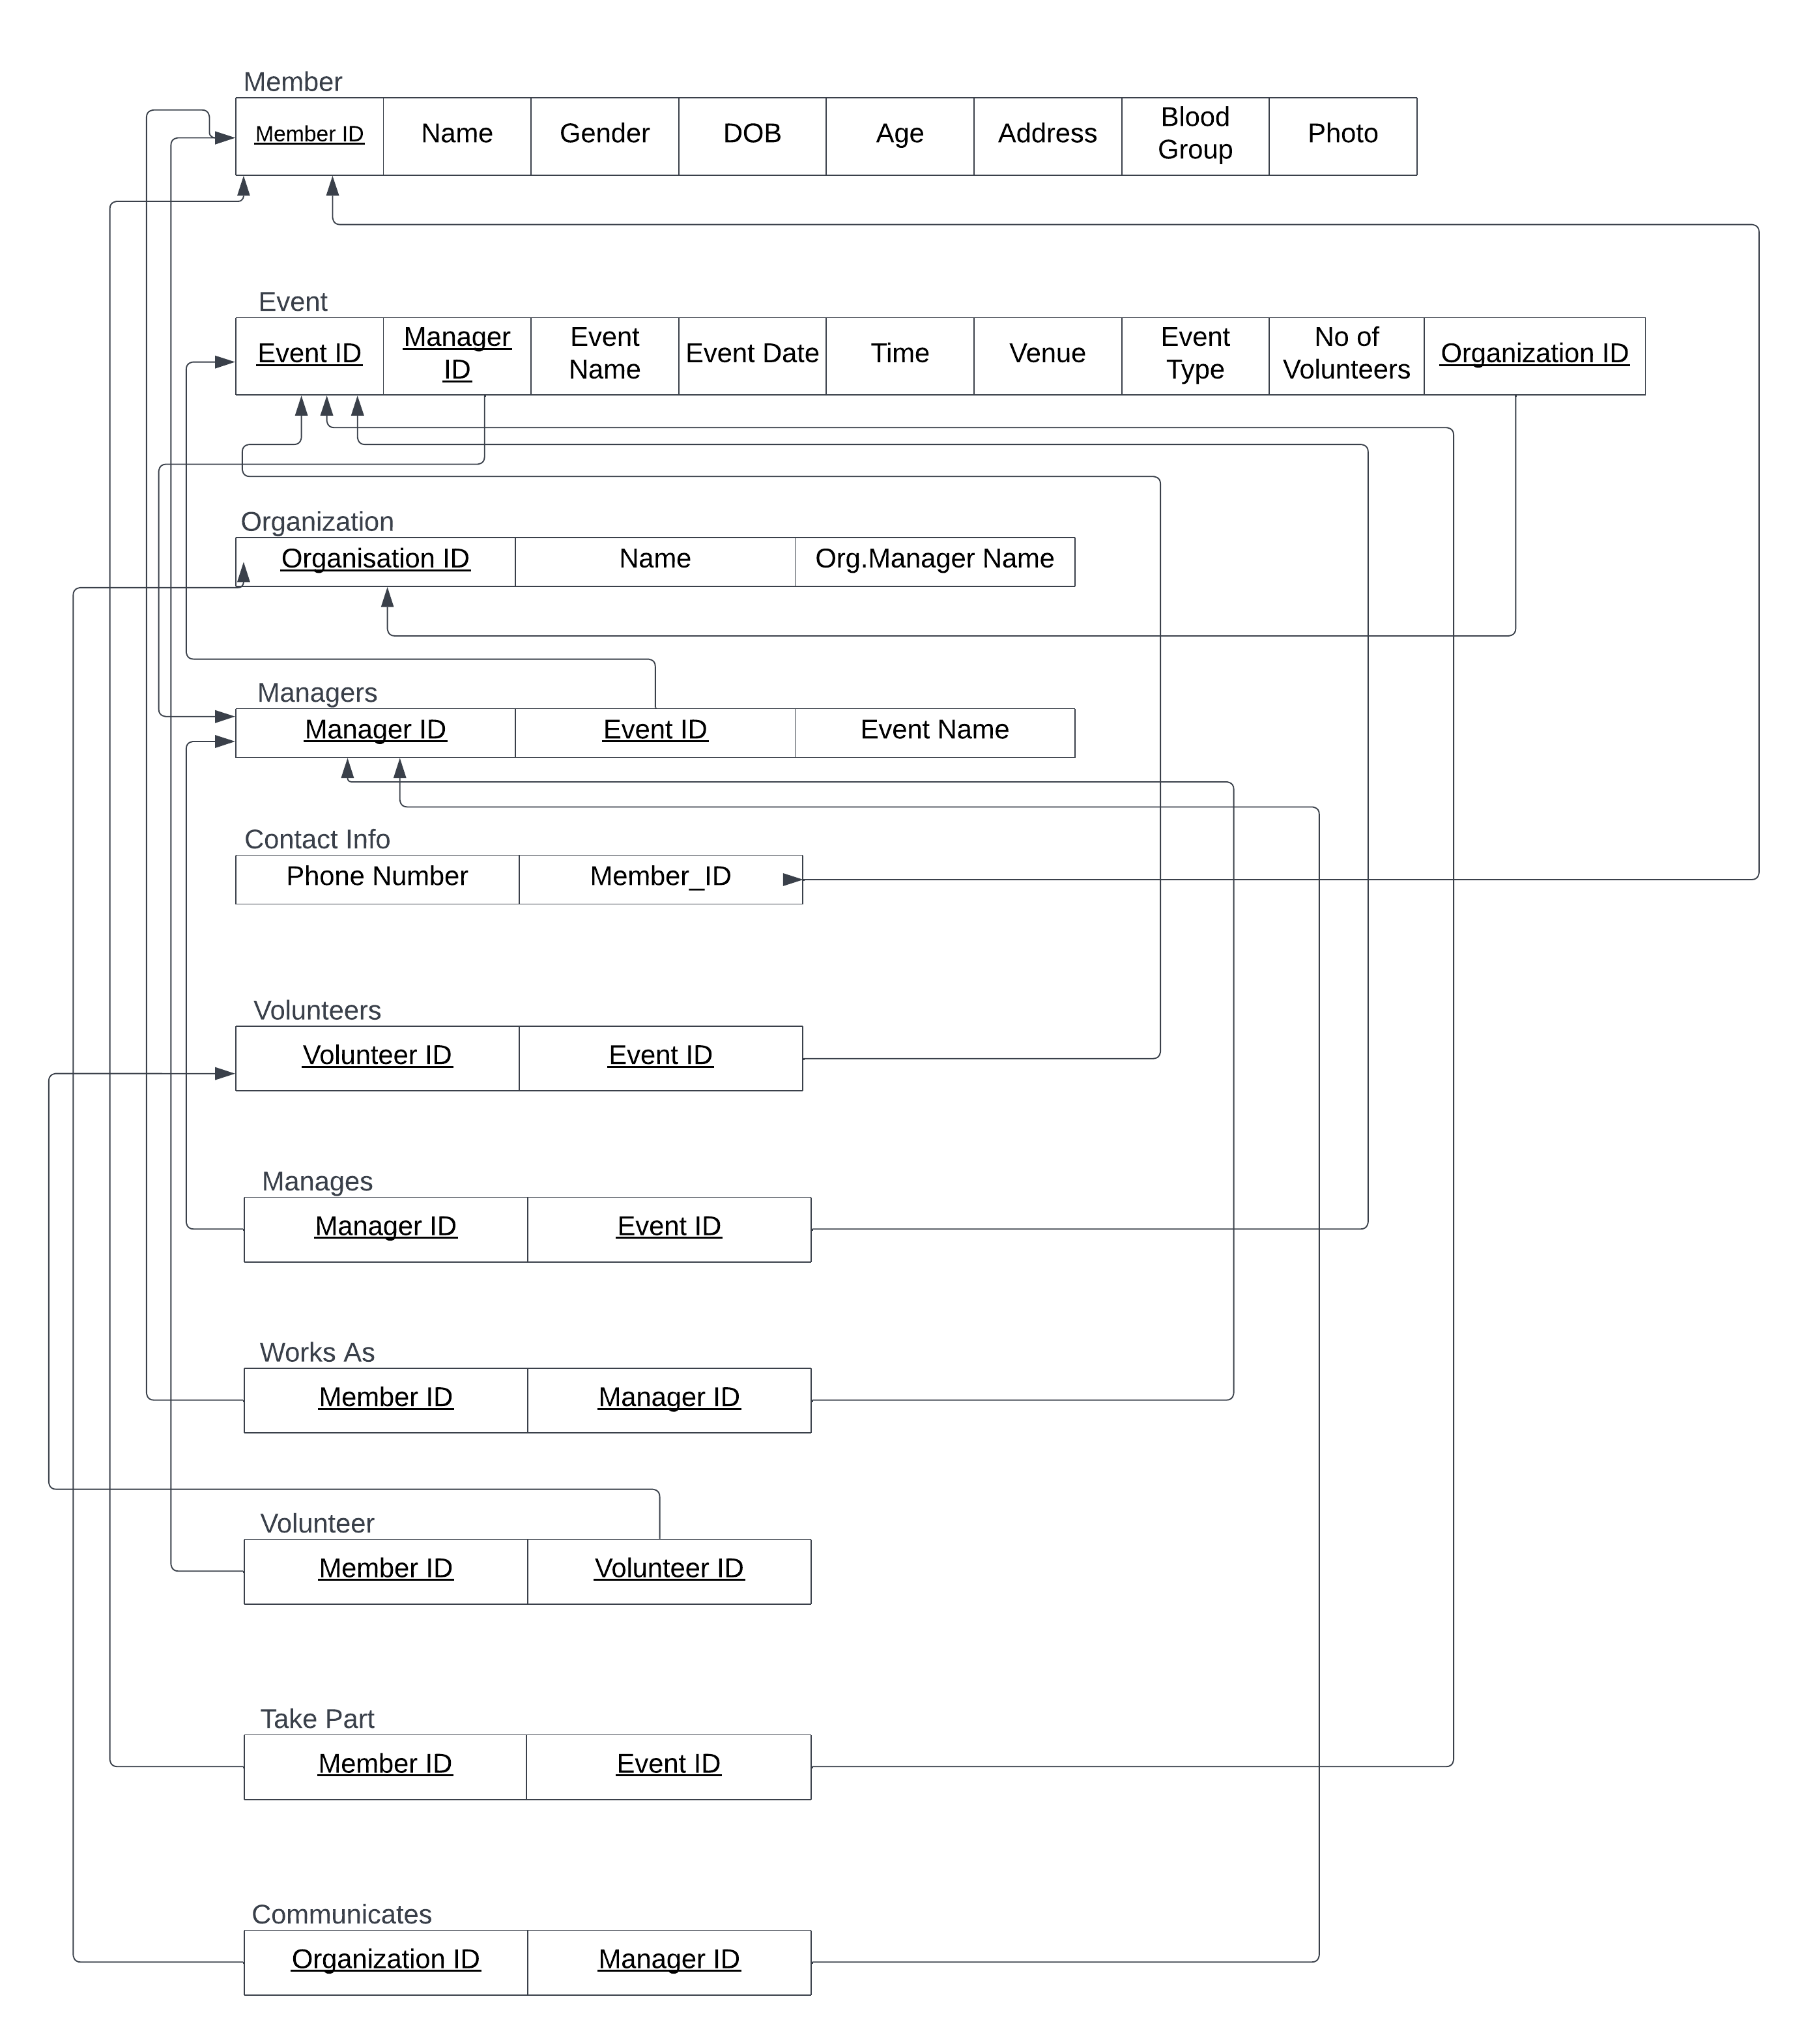 Member
Member ID
Name
Gender
DOB
Age
Address
Blood
Group
Photo
Event
Event ID
Manager
ID
Event
Name
Event Date
Time
Venue
Event
Type
No of
Volunteers
Organization ID
Organization
Organisation ID
Name
Org.Manager Name
Managers
Manager ID
Event ID
Event Name
Contact Info
Phone Number
Member_ID
Volunteers
Volunteer ID
Event ID
Manages
Manager ID
Event ID
Works As
Member ID
Manager ID
Volunteer
Member ID
Volunteer ID
Take Part
Member ID
Event ID
Communicates
Organization ID
Manager ID